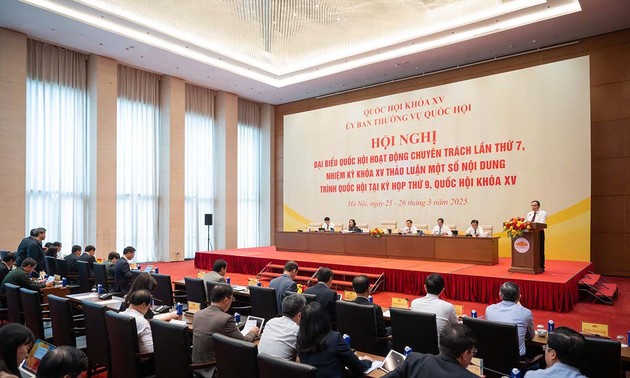 QUỐC HỘI KHÓA XV
ỦY BAN THƯỜNG VỤ QUỐC HỘI
HỘI NGHỊ
ĐẠI BIỂU QUỐC HỘI HOẠT ĐỘNG CHUYÊN TRÁCH LẦN THỨ 7,
NHIỆM KỲ KHÓA XV THẢO LUẬN MỘT SỐ NỘI DUNG
TRÌNH QUỐC HỘI TẠI KỲ HỌP THỨ 9, QUỐC HỘI KHÓA XV
Hà Nội, ngày 25 - 26 tháng 3 năm 2025